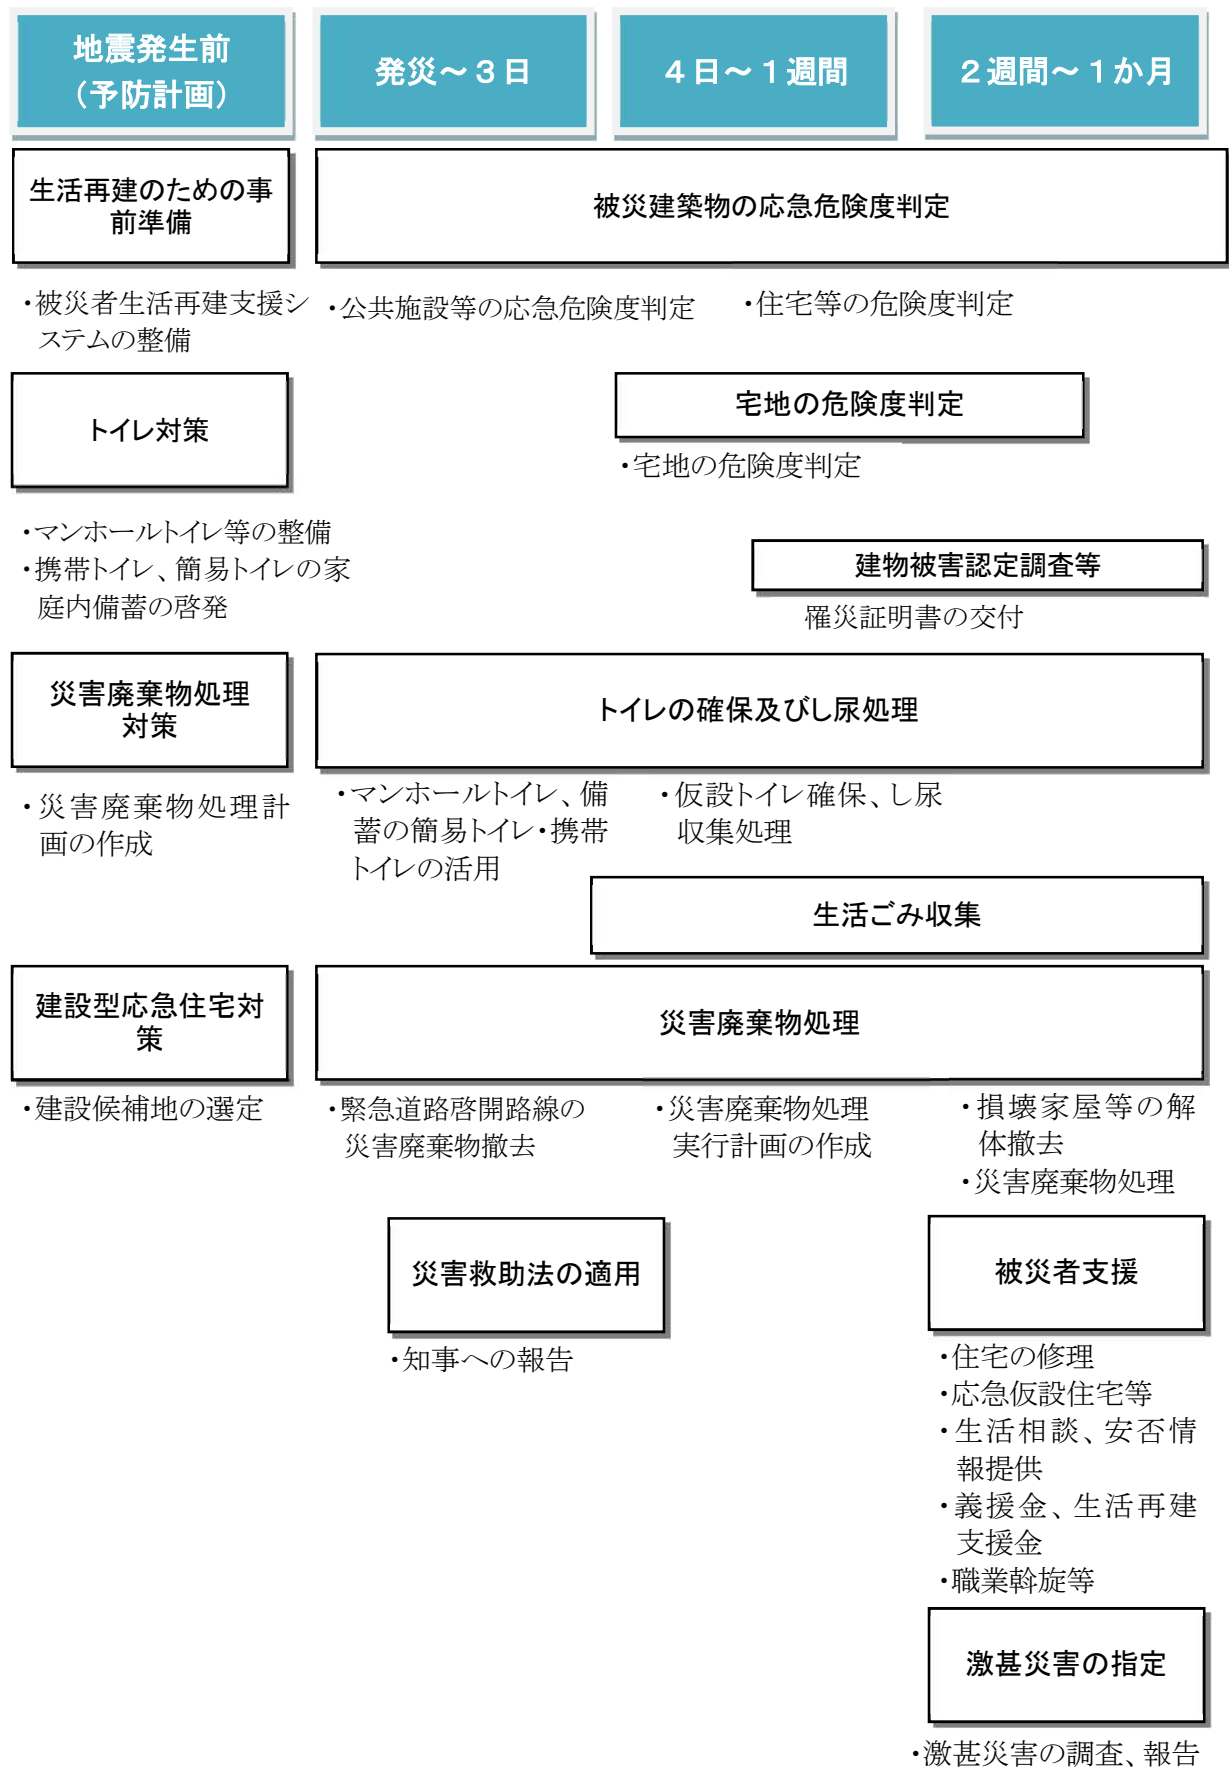 地震発生前
（予防計画）
発災～３日
４日～１週間
２週間～１か月
生活再建のための事
前準備
被災建築物の応急危険度判定
・被災者生活再建支援シ
ステムの整備
・公共施設等の応急危険度判定
・住宅等の危険度判定
トイレ対策
宅地の危険度判定
・宅地の危険度判定
・マンホールトイレ等の整備
・携帯トイレ、簡易トイレの家
庭内備蓄の啓発
建物被害認定調査等
罹災証明書の交付
災害廃棄物処理
対策
トイレの確保及びし尿処理
・災害廃棄物処理計
画の作成
・マンホールトイレ、備
蓄の簡易トイレ・携帯
トイレの活用
・仮設トイレ確保、し尿
収集処理
生活ごみ収集
建設型応急住宅対
策
災害廃棄物処理
・建設候補地の選定
・緊急道路啓開路線の
災害廃棄物撤去
・災害廃棄物処理
実行計画の作成
・損壊家屋等の解
体撤去
・災害廃棄物処理
災害救助法の適用
・知事への報告
被災者支援
・住宅の修理
・応急仮設住宅等
・生活相談、安否情
報提供
・義援金、生活再建
支援金
・職業斡旋等
激甚災害の指定
・激甚災害の調査、報告